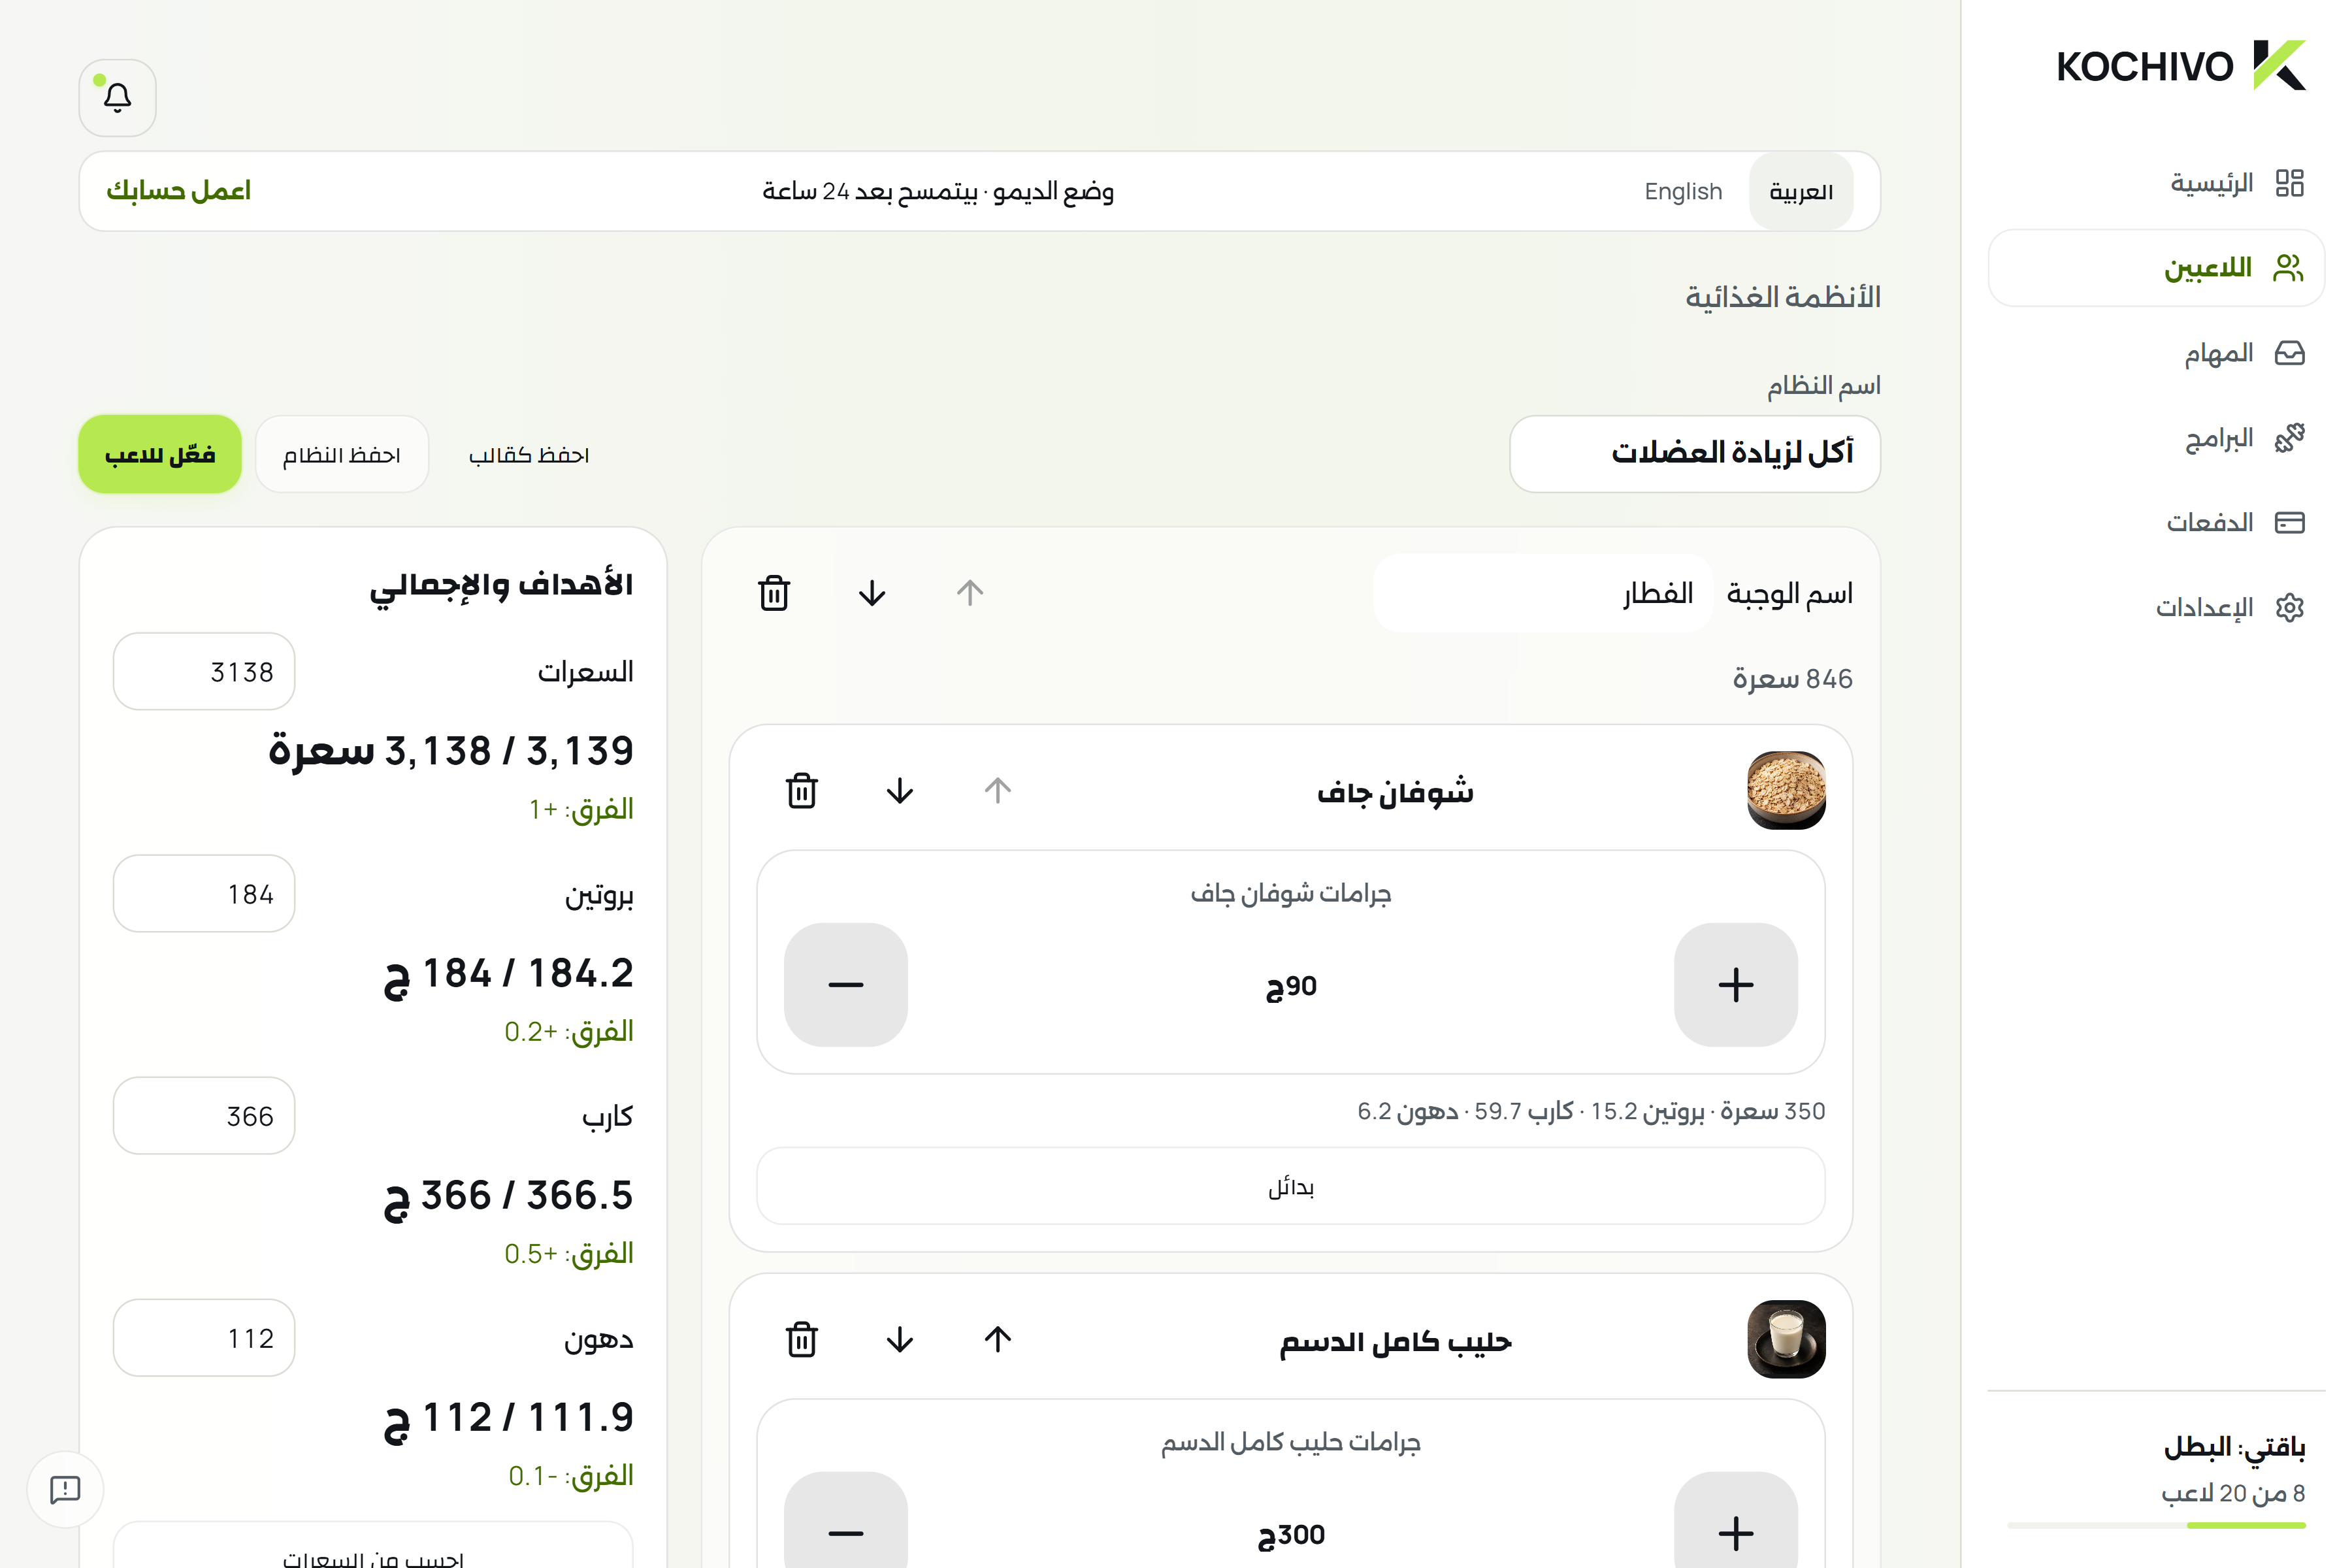 KOCHIVO
الرئيسية
اللاعبين
المهام
البرامج
الدفعات
الإعدادات
باقتي: البطل
8 من 20 لاعب
العربية
English
وضع الديمو · بيتمسح بعد 24 ساعة
اعمل حسابك
الأنظمة الغذائية
اسم النظام
أكل لزيادة العضلات
احفظ كقالب
احفظ النظام
فعّل للاعب
اسم الوجبة
الفطار
846 سعرة
شوفان جاف
جرامات شوفان جاف
90ج
350 سعرة · بروتين 15.2 · كارب 59.7 · دهون 6.2
بدائل
حليب كامل الدسم
جرامات حليب كامل الدسم
300ج
الأهداف والإجمالي
السعرات
3138
3,139 / 3,138 سعرة
الفرق: +1
بروتين
184
184.2 / 184 ج
الفرق: +0.2
كارب
366
366.5 / 366 ج
الفرق: +0.5
دهون
112
111.9 / 112 ج
الفرق: -0.1
احسب من السعرات